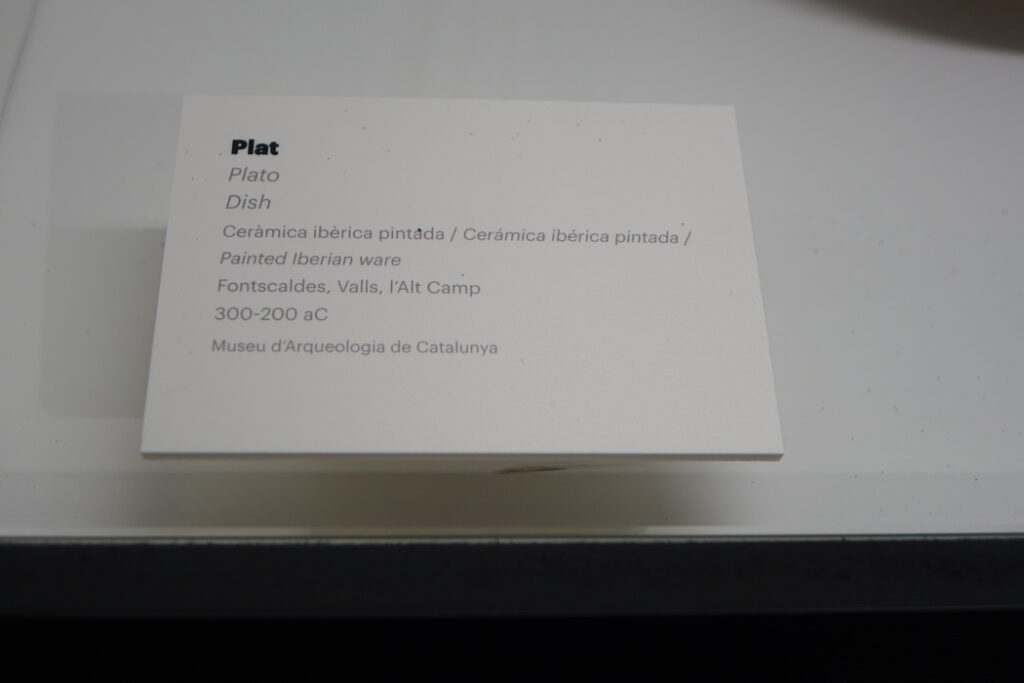 Plat
Plato
Dish
Ceràmica ibèrica pintada / Cerámica ibérica pintada /
Painted Iberian ware
Fontscaldes, Valls, l'Alt Camp
300-200 aC
Museu d'Arqueologia de Catalunya